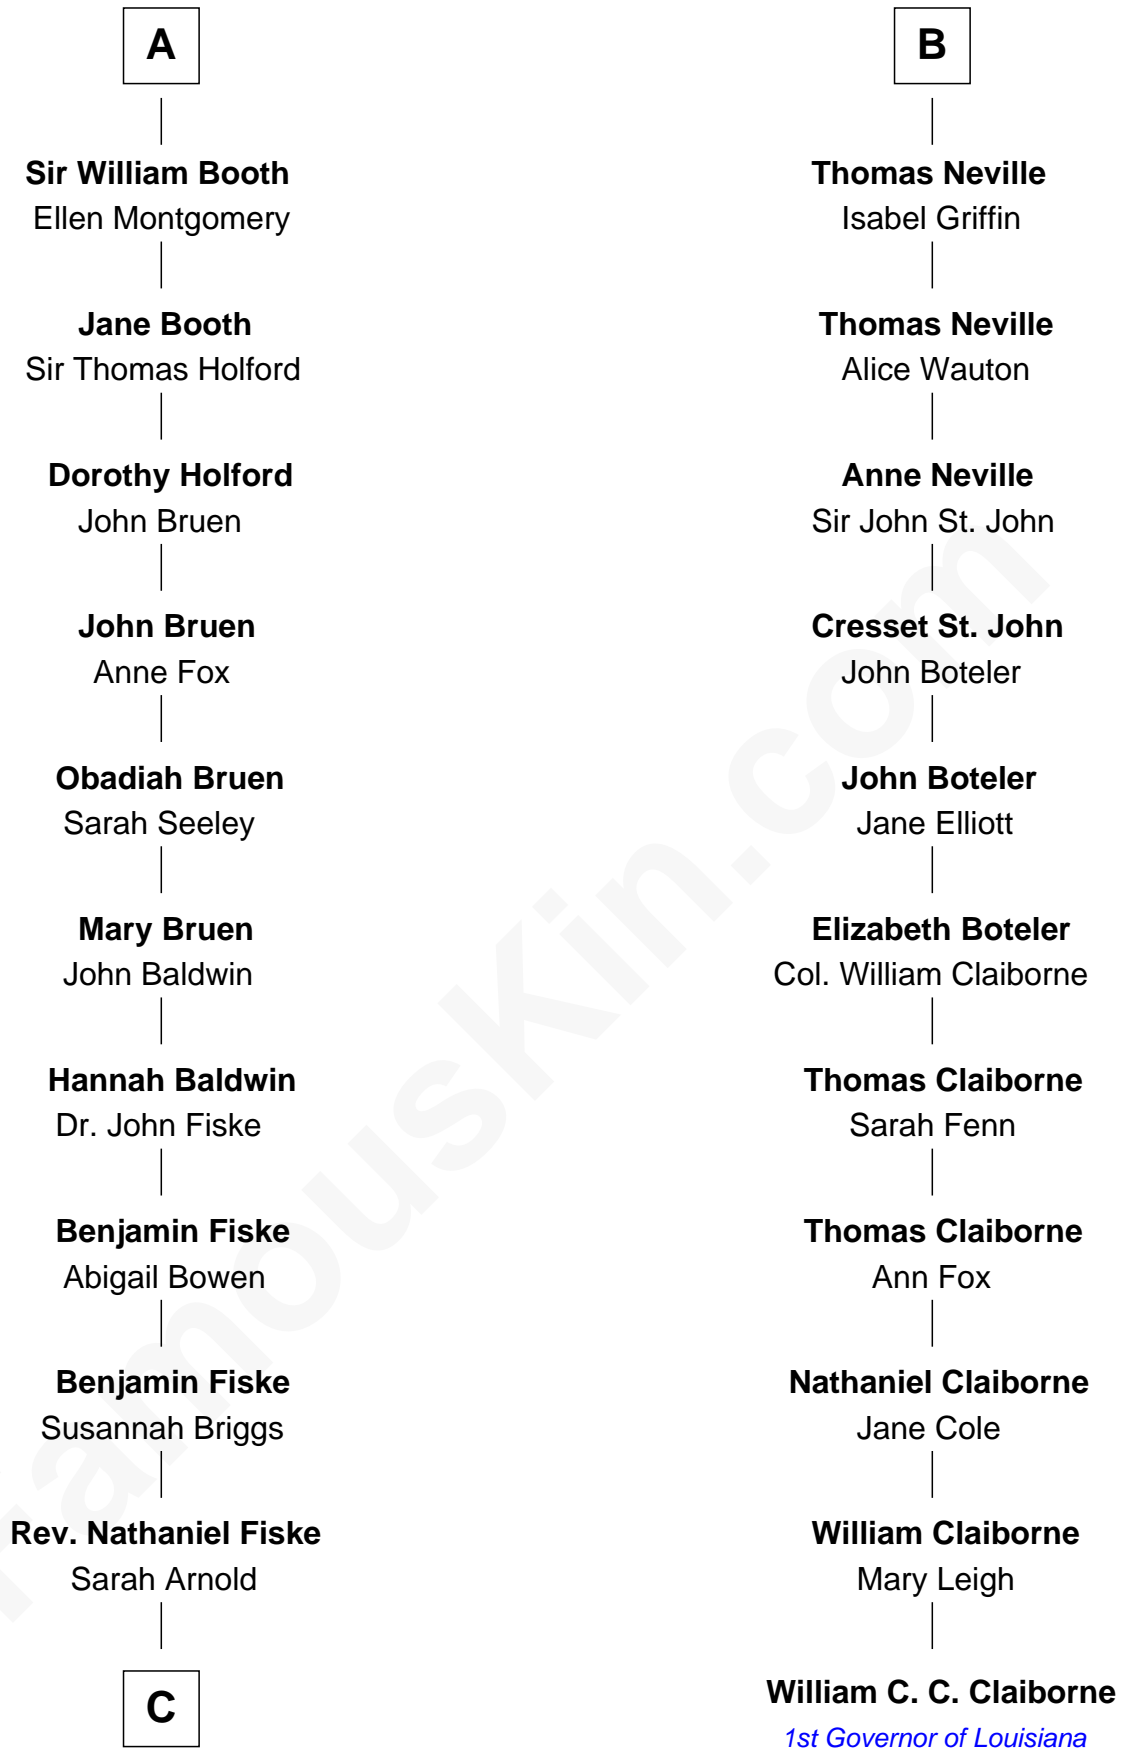 A
Sir William Booth
Ellen Montgomery
Jane Booth
Sir Thomas Holford
Dorothy Holford
John Bruen
John Bruen
Anne Fox
Obadiah Bruen
Sarah Seeley
Mary Bruen
John Baldwin
Hannah Baldwin
Dr. John Fiske
Benjamin Fiske
Abigail Bowen
Benjamin Fiske
Susannah Briggs
Rev. Nathaniel Fiske
Sarah Arnold
C
B
Thomas Neville
Isabel Griffin
Thomas Neville
Alice Wauton
Anne Neville
Sir John St. John
Cresset St. John
John Boteler
John Boteler
Jane Elliott
Elizabeth Boteler
Col. William Claiborne
Thomas Claiborne
Sarah Fenn
Thomas Claiborne
Ann Fox
Nathaniel Claiborne
Jane Cole
William Claiborne
Mary Leigh
William C. C. Claiborne
1st Governor of Louisiana
FamousKin.com